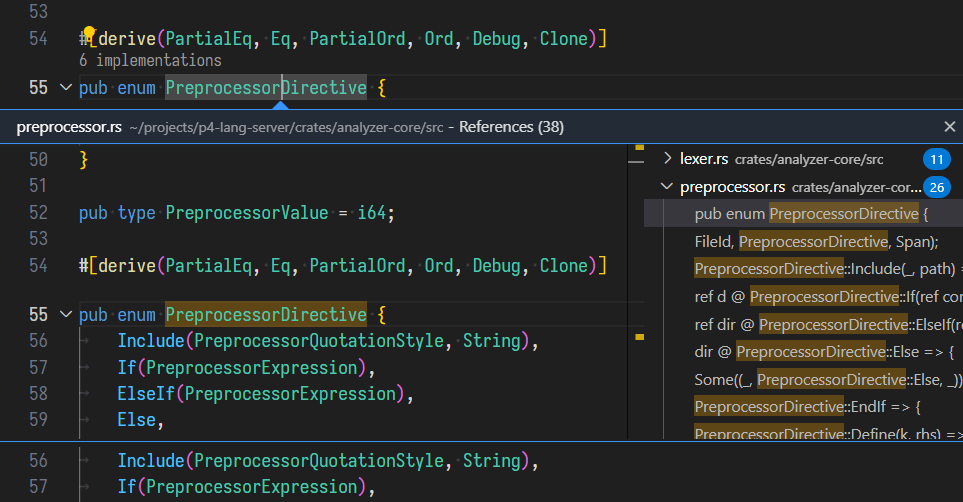 53
54 #[derive(PartialEq, Eq, PartialOrd, Ord, Debug, Clone)]
6 implementations
55 pub enum PreprocessorDirective {
preprocessor.rs ~/projects/p4-lang-server/crates/analyzer-core/src - References (38)
50 }
51
52 pub type PreprocessorValue = i64;
53
54 #[derive(PartialEq, Eq, PartialOrd, Ord, Debug, Clone)]
55 pub enum PreprocessorDirective {
56 Include(PreprocessorQuotationStyle, String),
57 If(PreprocessorExpression),
58 ElseIf(PreprocessorExpression),
59 Else,
lexer.rs crates/analyzer-core/src 11
preprocessor.rs crates/analyzer-cor... 26
pub enum PreprocessorDirective {
FileId, PreprocessorDirective, Span);
PreprocessorDirective::Include(_, path) =
ref d @ PreprocessorDirective::If(ref cor
ref dir @ PreprocessorDirective::ElseIf(re
dir @ PreprocessorDirective::Else => {
Some((_, PreprocessorDirective::Else, _))
PreprocessorDirective::EndIf => {
PreprocessorDirective::Define(k, rhs) =>
56 Include(PreprocessorQuotationStyle, String),
57 If(PreprocessorExpression),